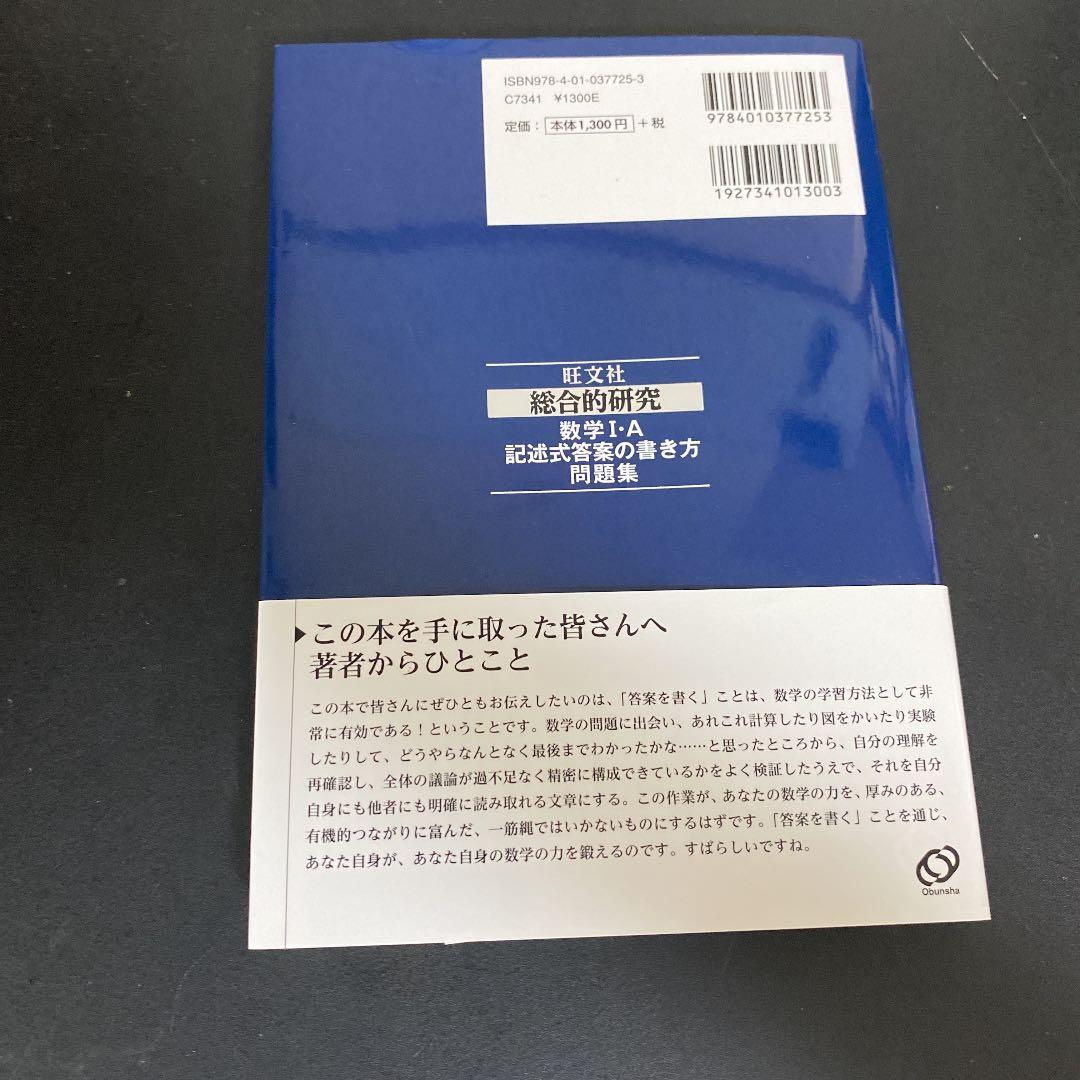 ISBN978-4-01-037725-3
C7341 ¥1300E
定価：本体1,300円+税
9784010377253
1927341013003
旺文社
総合的研究
数学I・A
記述式答案の書き方
問題集
この本を手に取った皆さんへ
著者からひとこと
この本で皆さんにぜひともお伝えしたいのは、「答案を書く」ことは、数学の学習方法として非
常に有効である！ということです。数学の問題に出会い、あれこれ計算したり図をかいたり実験
したりして、どうやらなんとなく最後までわかったかな……と思ったところから、自分の理解を
再確認し、全体の議論が過不足なく精密に構成できているかをよく検証したうえで、それを自分
自身にも他者にも明確に読み取れる文章にする。この作業が、あなたの数学の力を、厚みのある、
有機的つながりに富んだ、一筋縄ではいかないものにするはずです。「答案を書く」ことを通じ、
あなた自身が、あなた自身の数学の力を鍛えるのです。すばらしいですね。
Obunsha